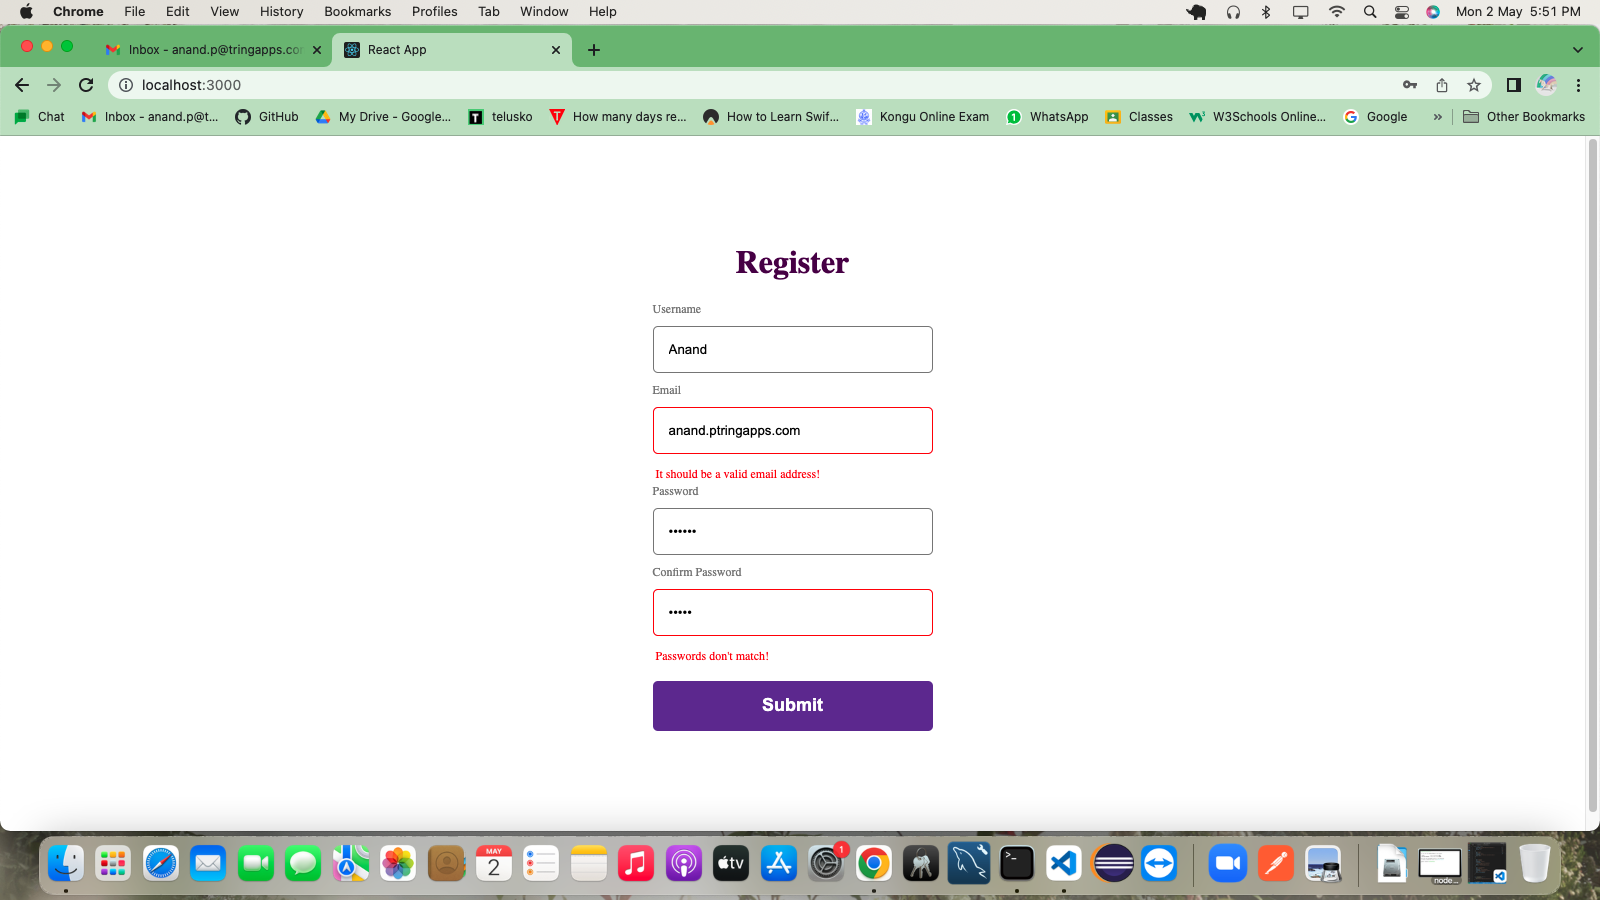 Chrome File Edit View History Bookmarks Profiles Tab Window Help Mon 2 May 5:51 PM
Inbox - anand.p@tringapps.co React App
localhost:3000
Chat Inbox - anand.p@t... GitHub My Drive - Google... T telusko How many days re... How to Learn Swif... Kongu Online Exam 1 WhatsApp Classes W3Schools Online... Google » Other Bookmarks
Register
Username
Anand
Email
anand.ptringapps.com
It should be a valid email address!
Password
••••••
Confirm Password
•••••
Passwords don't match!
Submit
MAY
2
tv
1
>_
node...